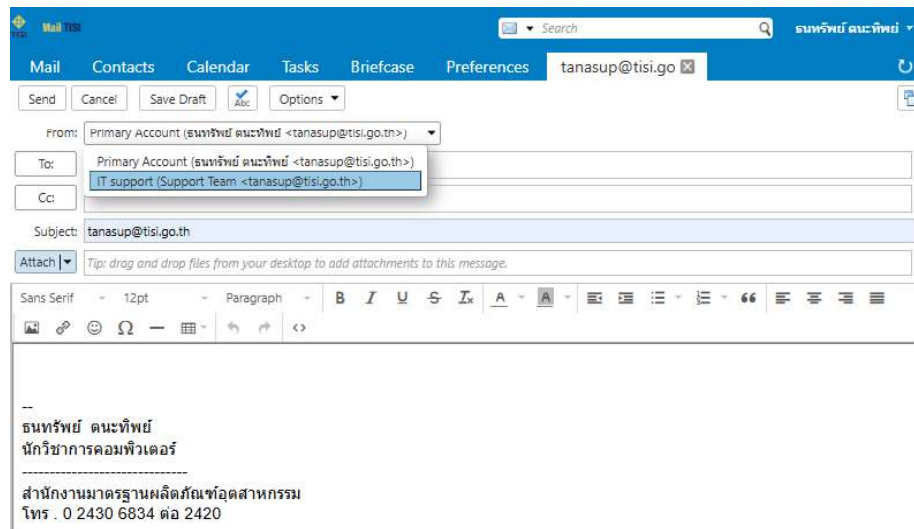 TISI Mail TISI Search ธนทรัพย์ ตนะทิพย์
Mail Contacts Calendar Tasks Briefcase Preferences tanasup@tisi.go
Send Cancel Save Draft Abc Options
From: Primary Account (ธนทรัพย์ ตนะทิพย์ <tanasup@tisi.go.th>)
To: Primary Account (ธนทรัพย์ ตนะทิพย์ <tanasup@tisi.go.th>)
IT support (Support Team <tanasup@tisi.go.th>)
Cc:
Subject: tanasup@tisi.go.th
Attach Tip: drag and drop files from your desktop to add attachments to this message.
Sans Serif 12pt Paragraph B I U S Tx A A
--
ธนทรัพย์ ตนะทิพย์
นักวิชาการคอมพิวเตอร์
------------------------------
สำนักงานมาตรฐานผลิตภัณฑ์อุตสาหกรรม
โทร . 0 2430 6834 ต่อ 2420